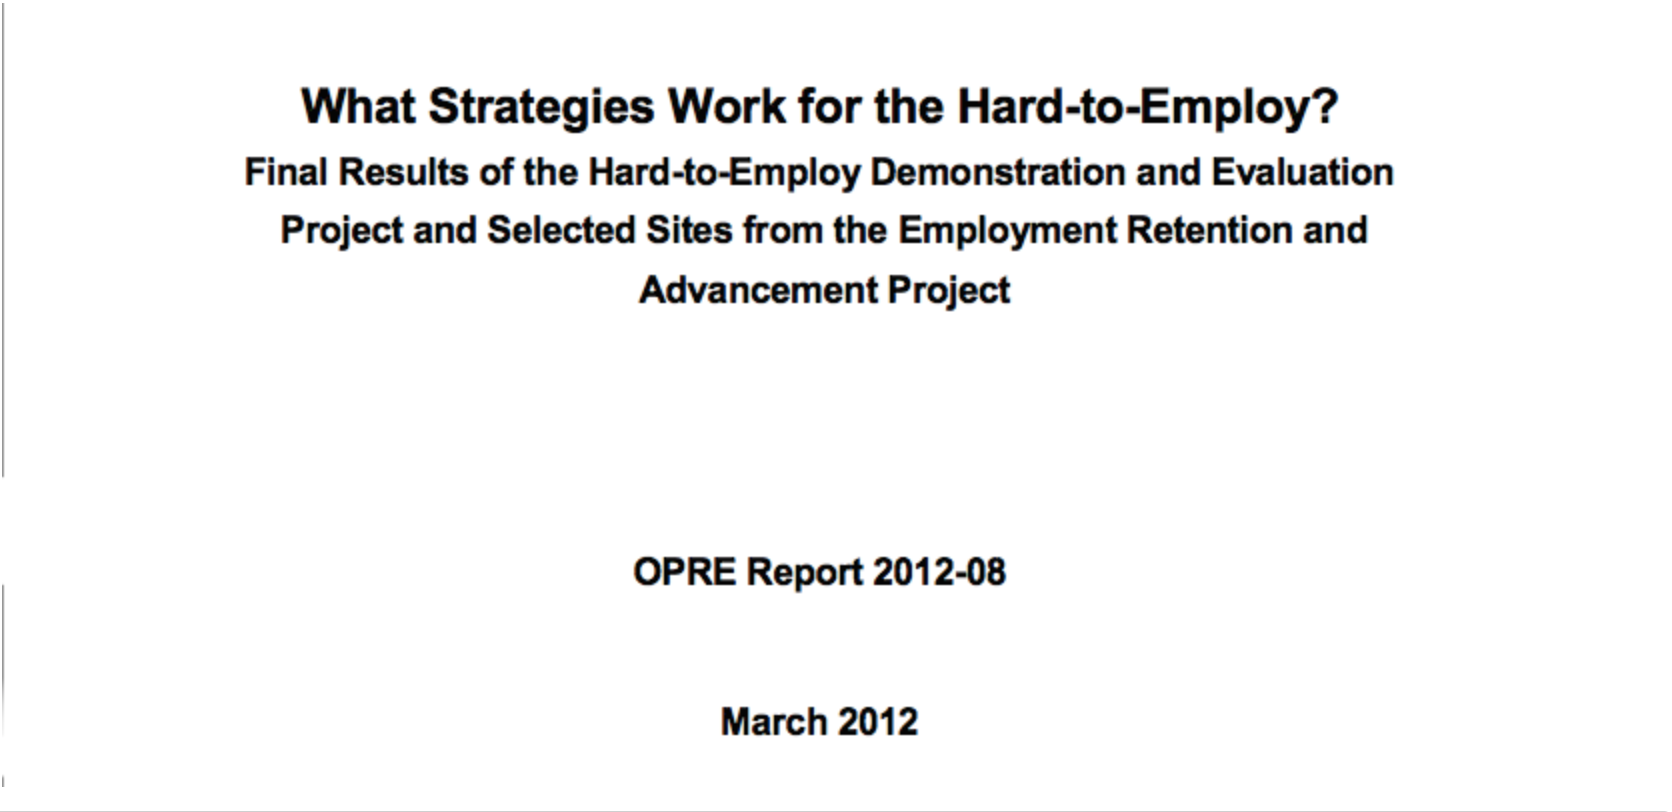 What Strategies Work for the Hard-to-Employ?
Final Results of the Hard-to-Employ Demonstration and Evaluation
Project and Selected Sites from the Employment Retention and
Advancement Project
OPRE Report 2012-08
March 2012